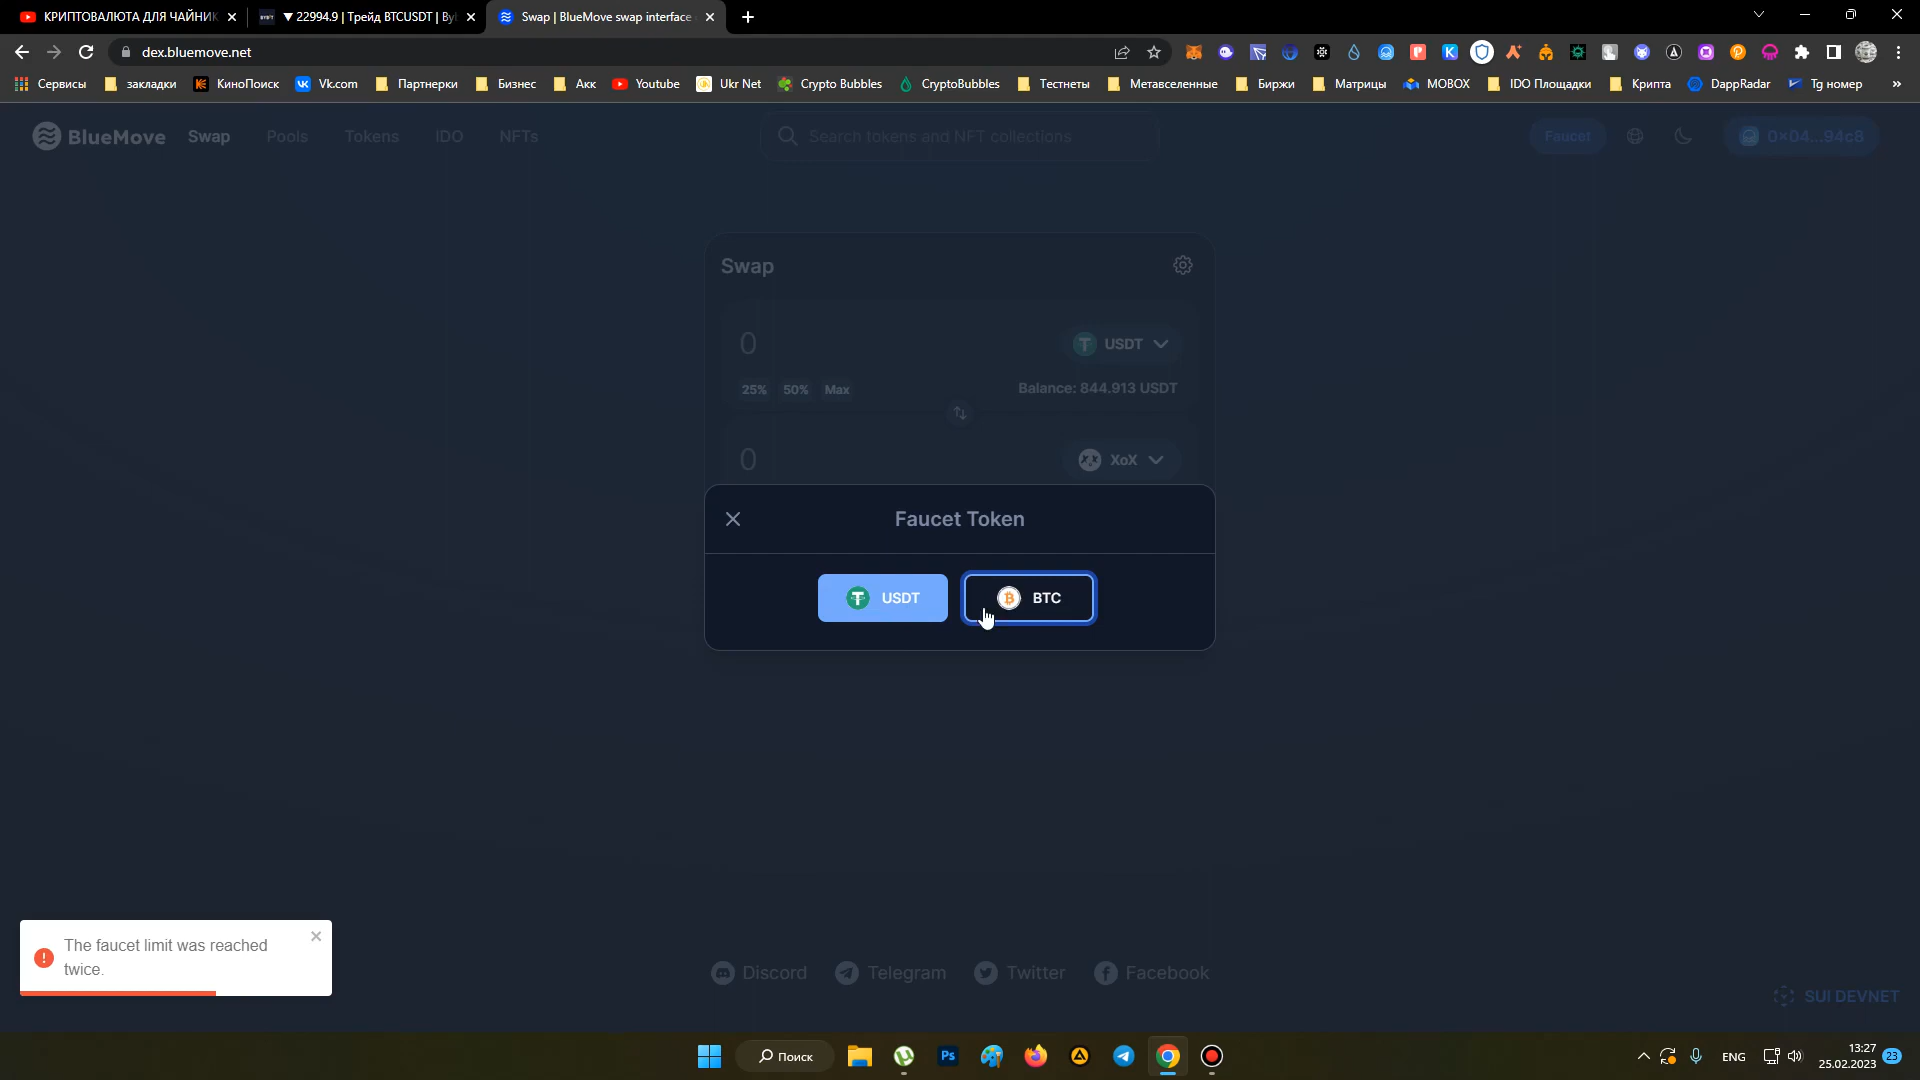 КРИПТОВАЛЮТА ДЛЯ ЧАЙНИК
▼ 22994.9 | Трейд BTCUSDT | Byb
Swap | BlueMove swap interface
dex.bluemove.net
Сервисы
закладки
КиноПоиск
Vk.com
Партнерки
Бизнес
Акк
Youtube
Ukr Net
Crypto Bubbles
CryptoBubbles
Тестнеты
Метавселенные
Биржи
Матрицы
MOBOX
IDO Площадки
Крипта
DappRadar
Tg номер
»
BlueMove
Swap
Pools
Tokens
IDO
NFTs
Search tokens and NFT collections
Faucet
0x04...94c8
Swap
0
USDT
25%
50%
Max
Balance: 844.913 USDT
0
XoX
Faucet Token
USDT
BTC
The faucet limit was reached
twice.
Discord
Telegram
Twitter
Facebook
SUI DEVNET
Поиск
Ps
ENG
13:27
25.02.2023
23